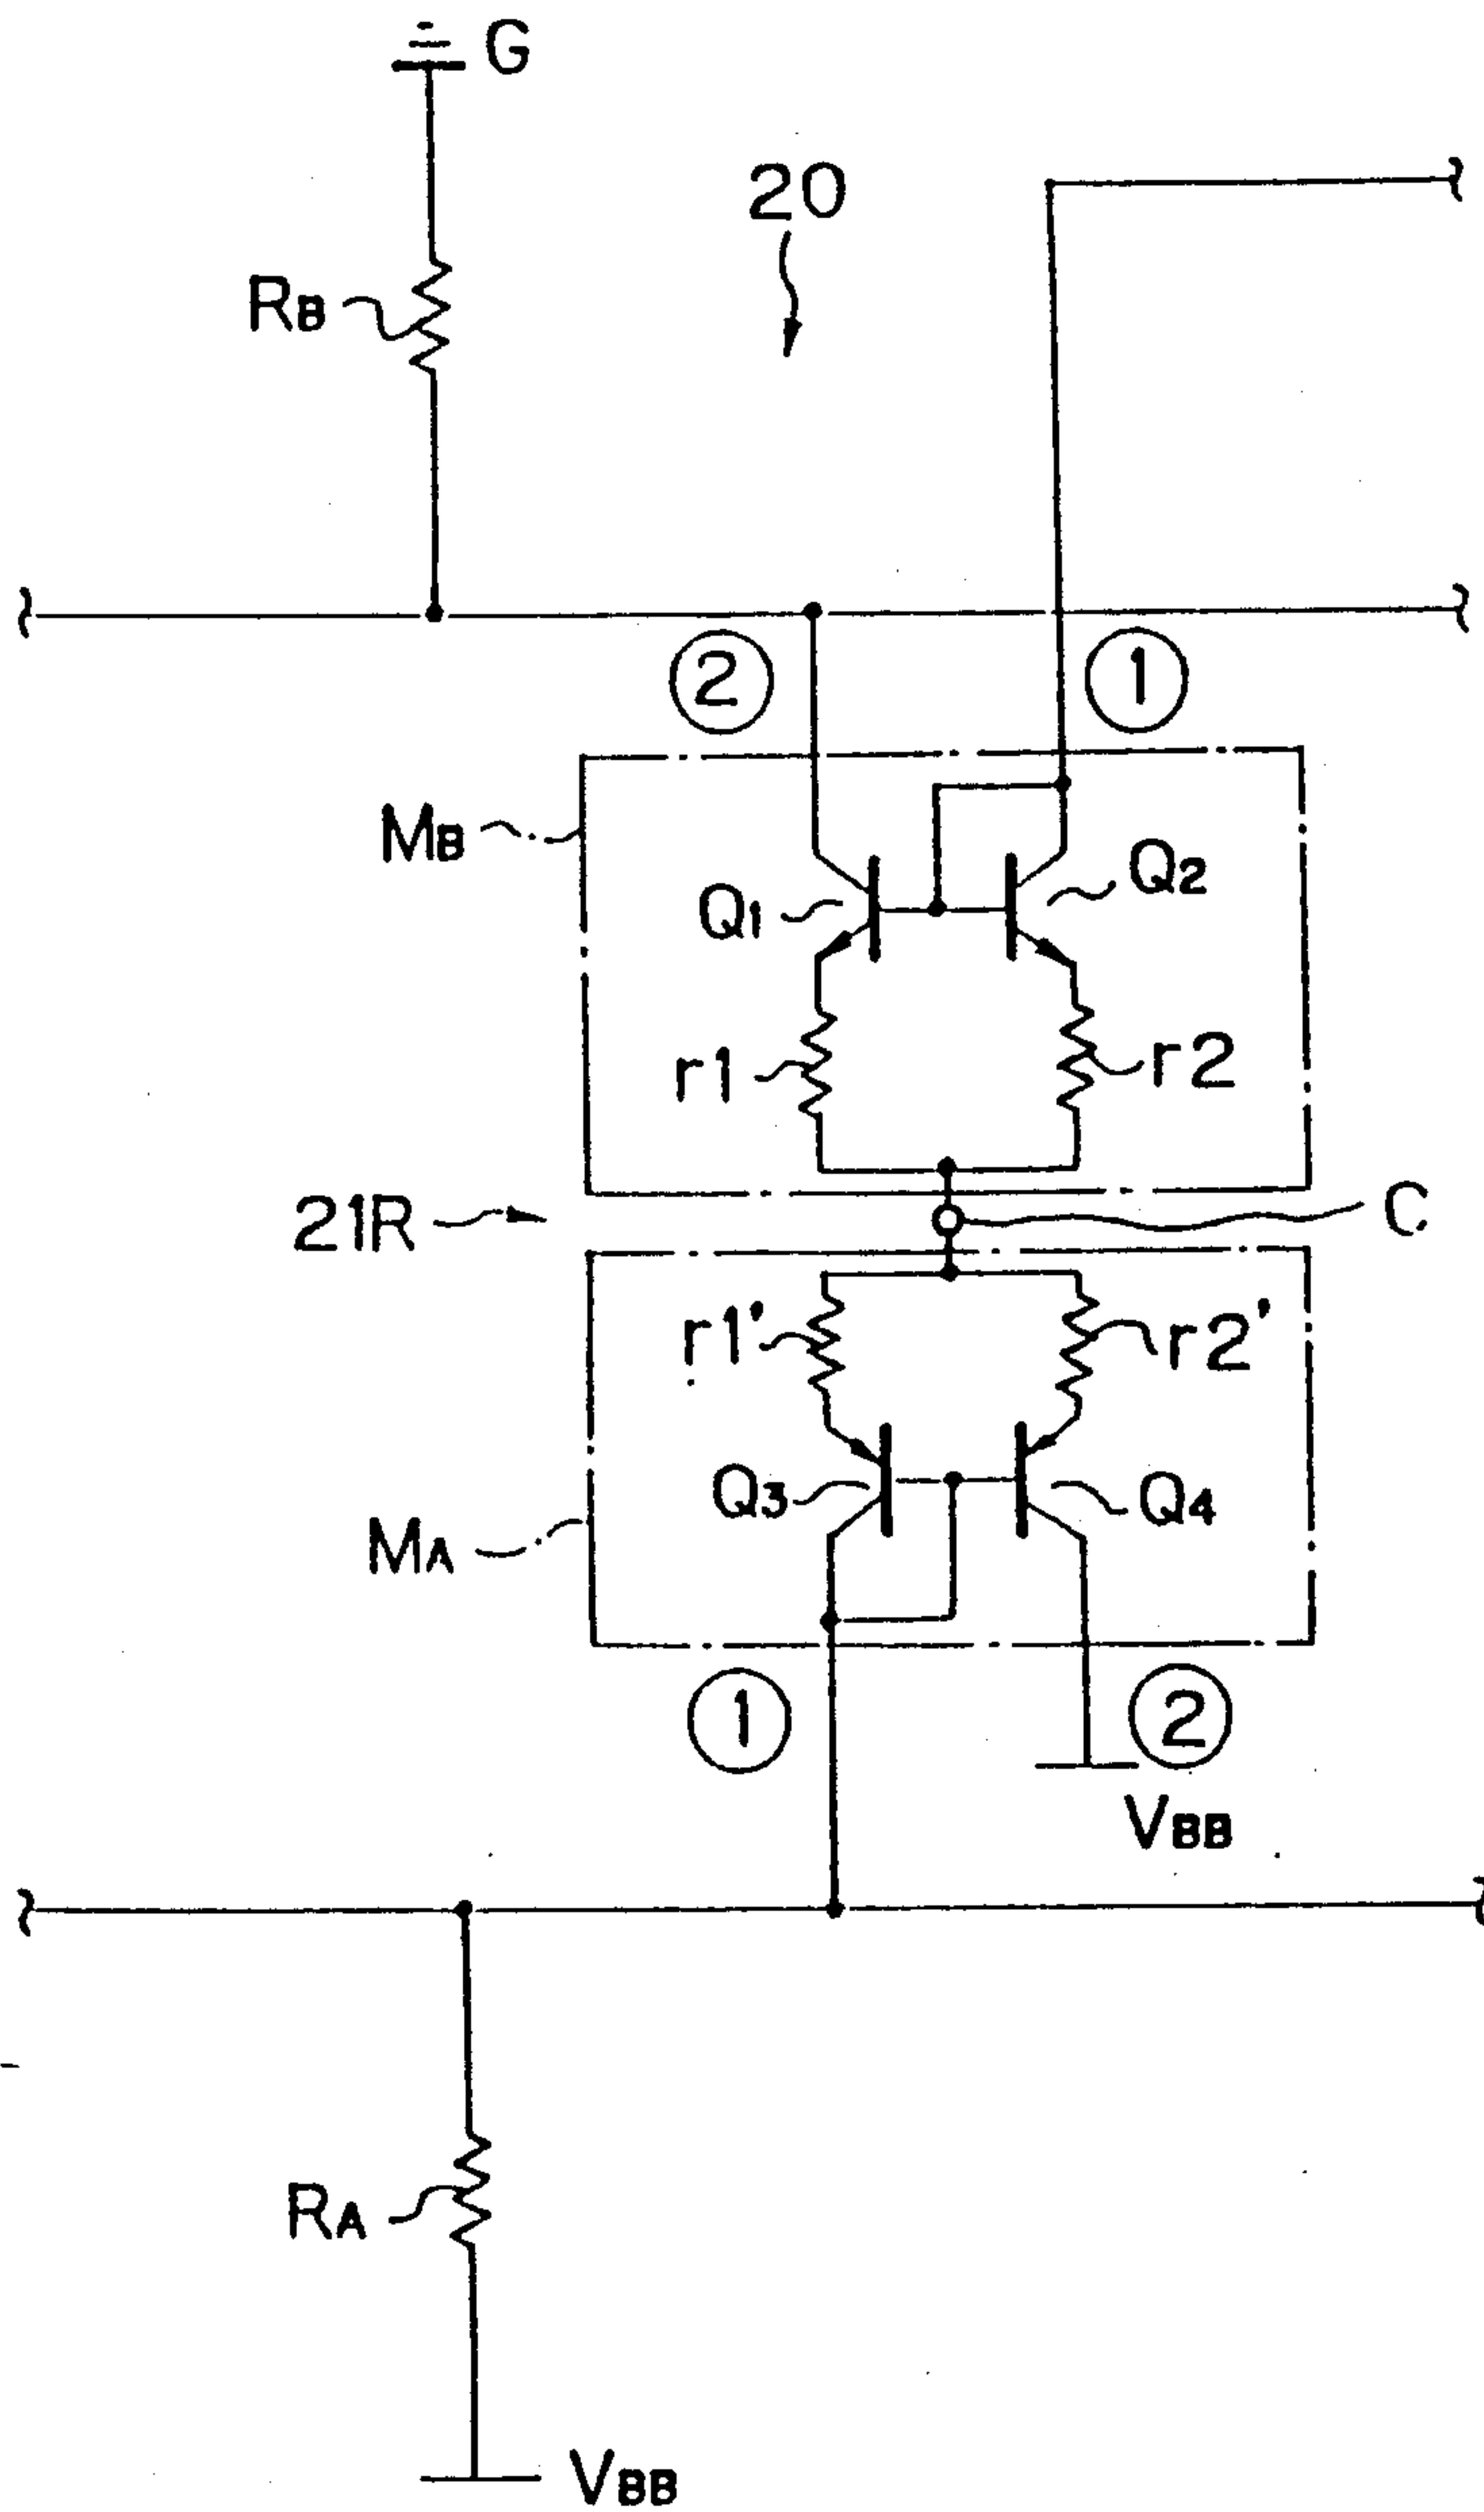 G
20
RB
② ①
MB
Q1
Q2
r1
r2
21R
C
r1'
r2'
Q3
Q4
MA
① ②
VBB
RA
VBB